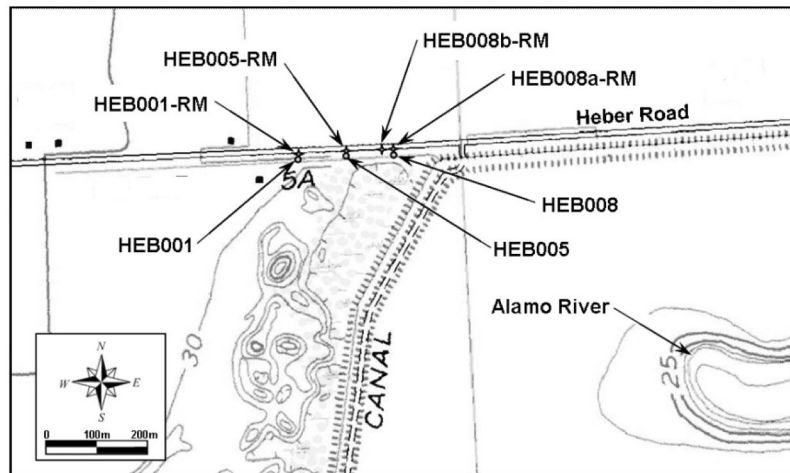 HEB008b-RM
HEB005-RM
HEB008a-RM
HEB001-RM
Heber Road
5A
HEB001
HEB005
HEB008
Alamo River
30
CANAL
25
N
W E
S
0 100m 200m